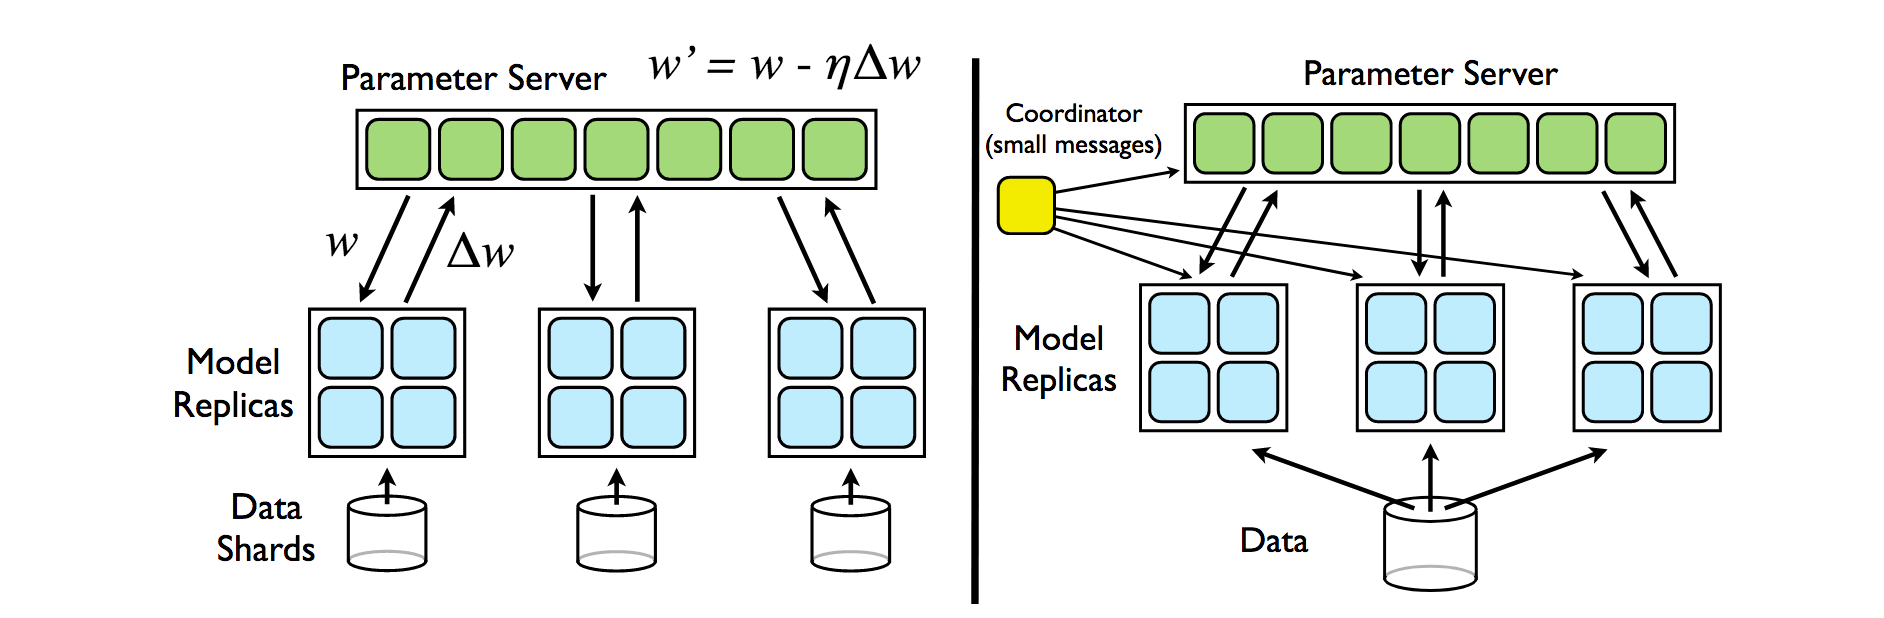 Parameter Server
w’ = w - ηΔw
w
Δw
Model
Replicas
Data
Shards
Parameter Server
Coordinator
(small messages)
Model
Replicas
Data